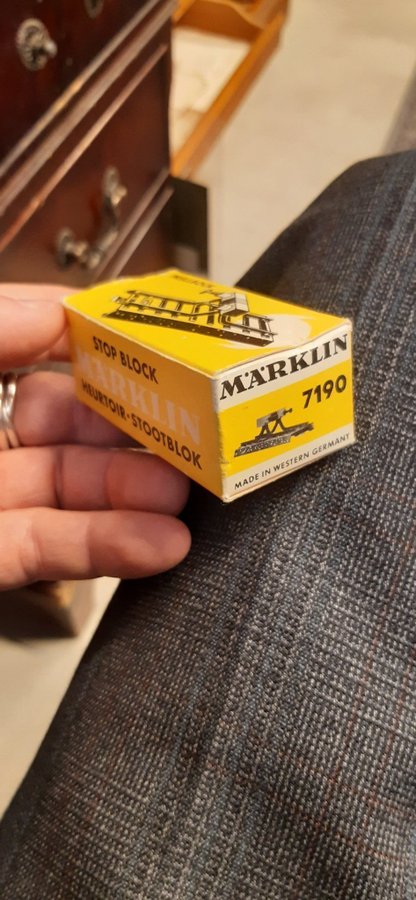 STOP BLOCK
MÄRKLIN
HEURTOIR·STOOTBLOK
MÄRKLIN
7190
MADE IN WESTERN GERMANY